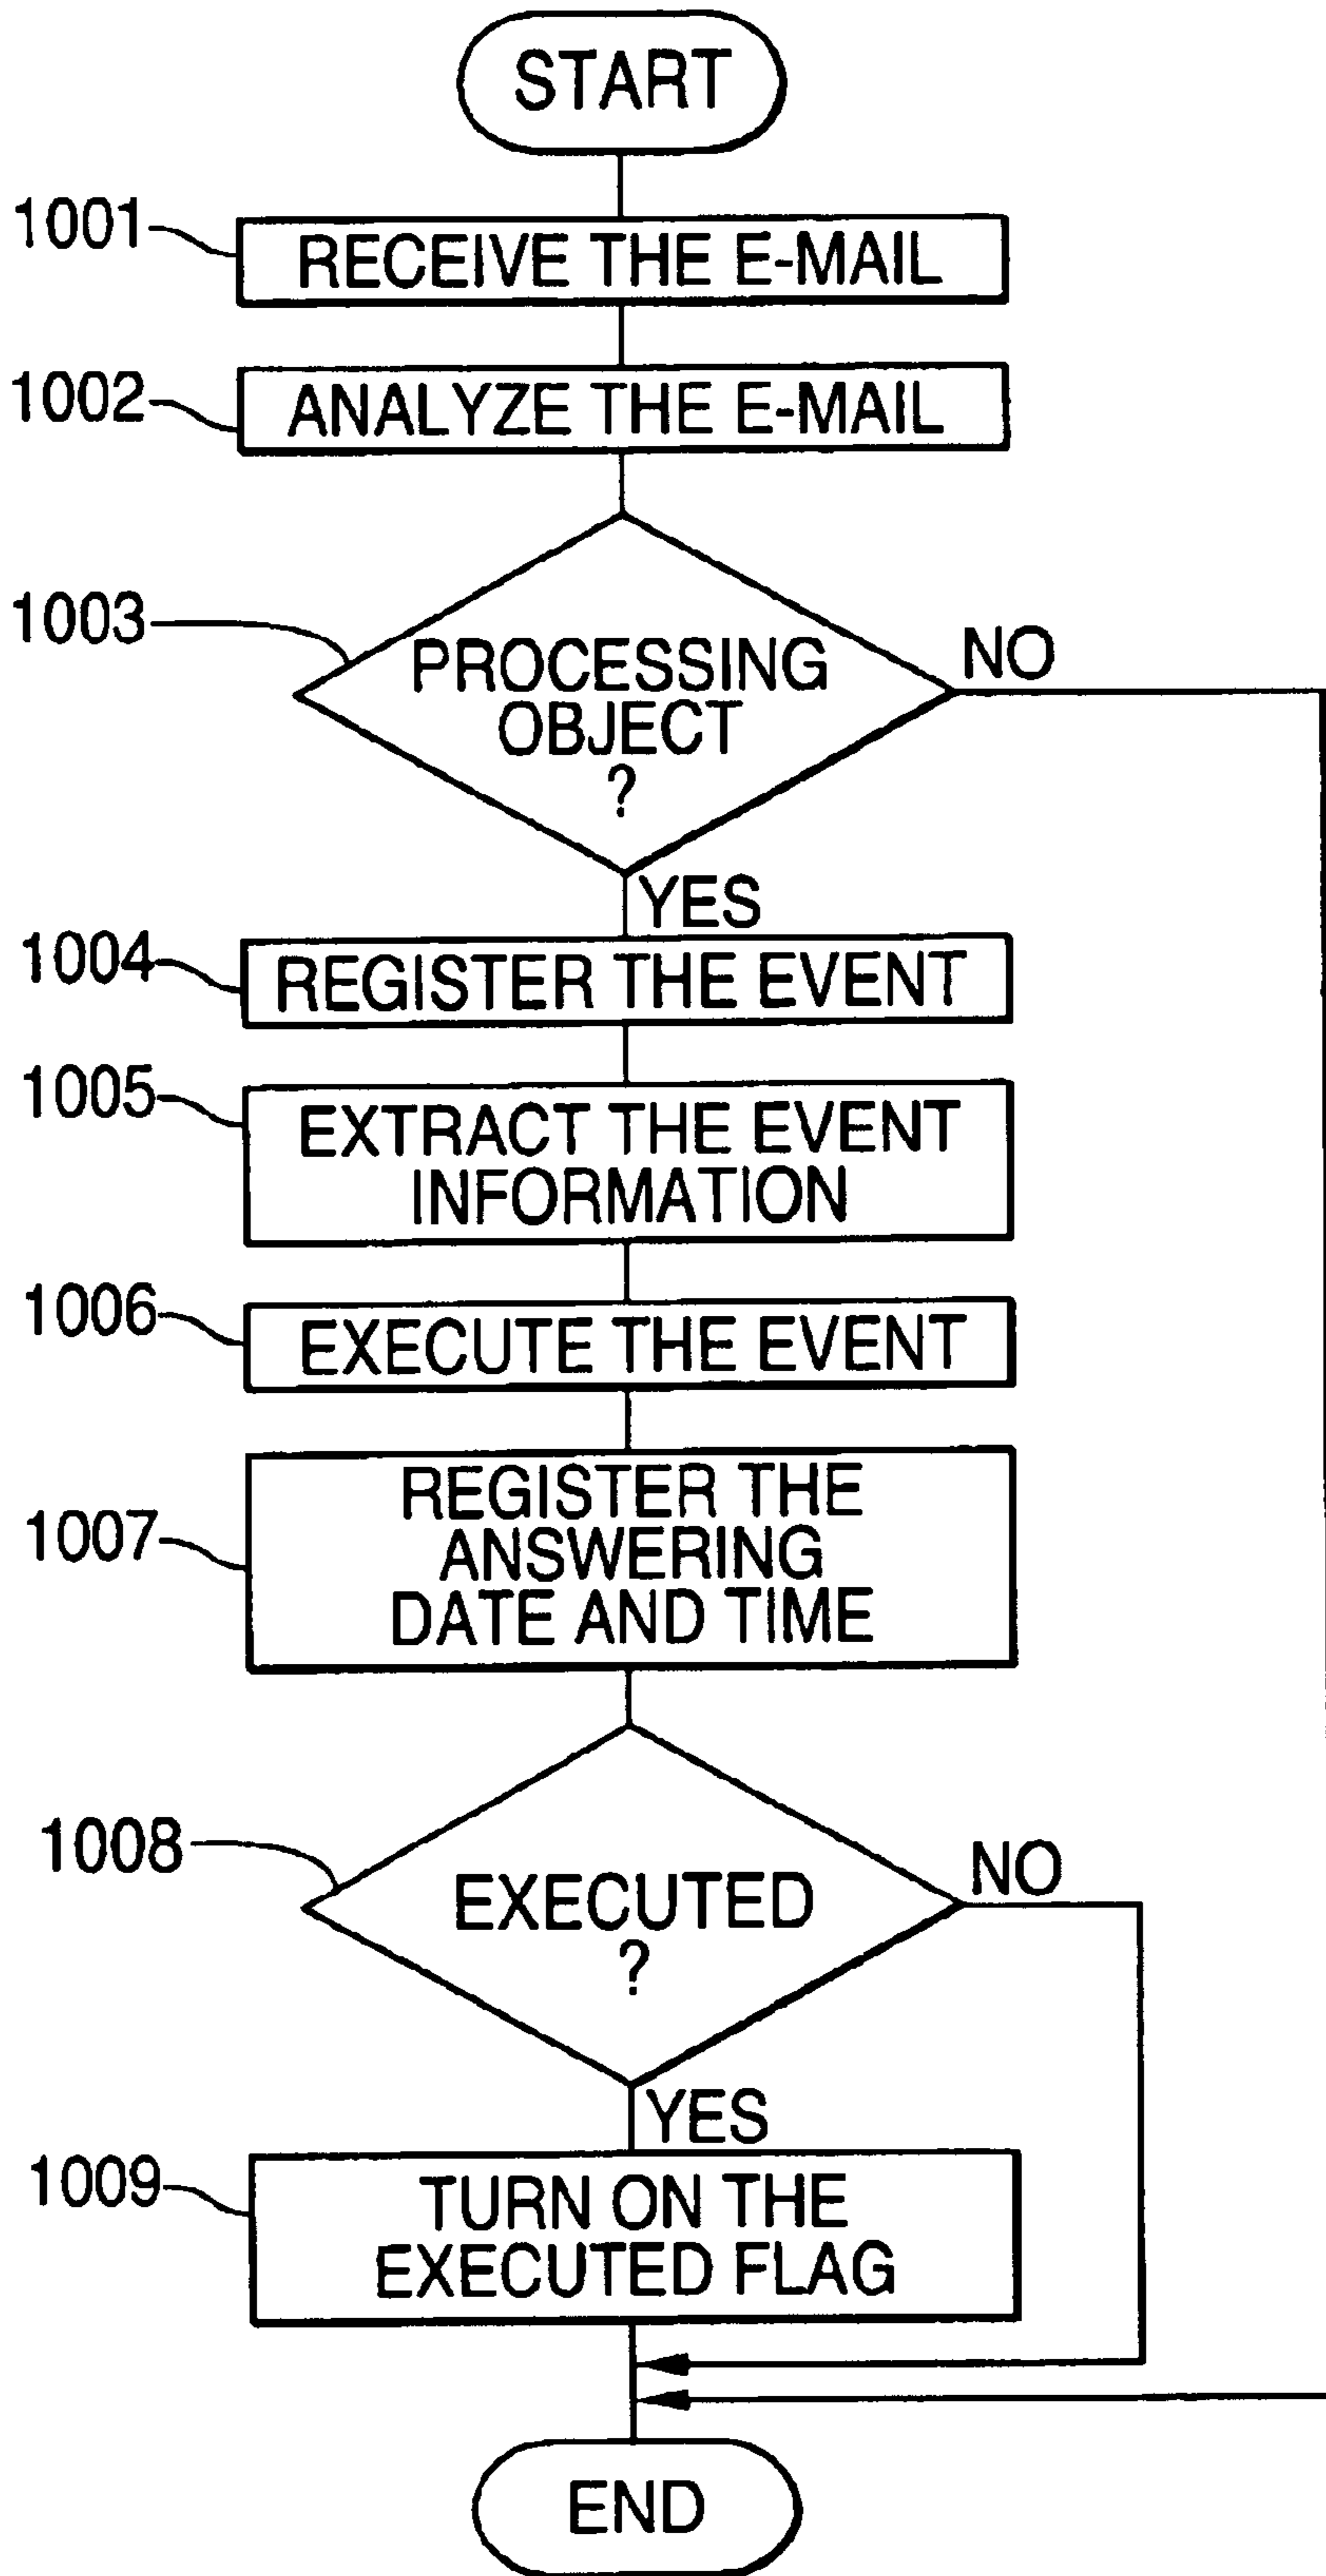 START
1001
RECEIVE THE E-MAIL
1002
ANALYZE THE E-MAIL
1003
PROCESSING
OBJECT
?
NO
YES
1004
REGISTER THE EVENT
1005
EXTRACT THE EVENT
INFORMATION
1006
EXECUTE THE EVENT
1007
REGISTER THE
ANSWERING
DATE AND TIME
1008
EXECUTED
?
NO
YES
1009
TURN ON THE
EXECUTED FLAG
END